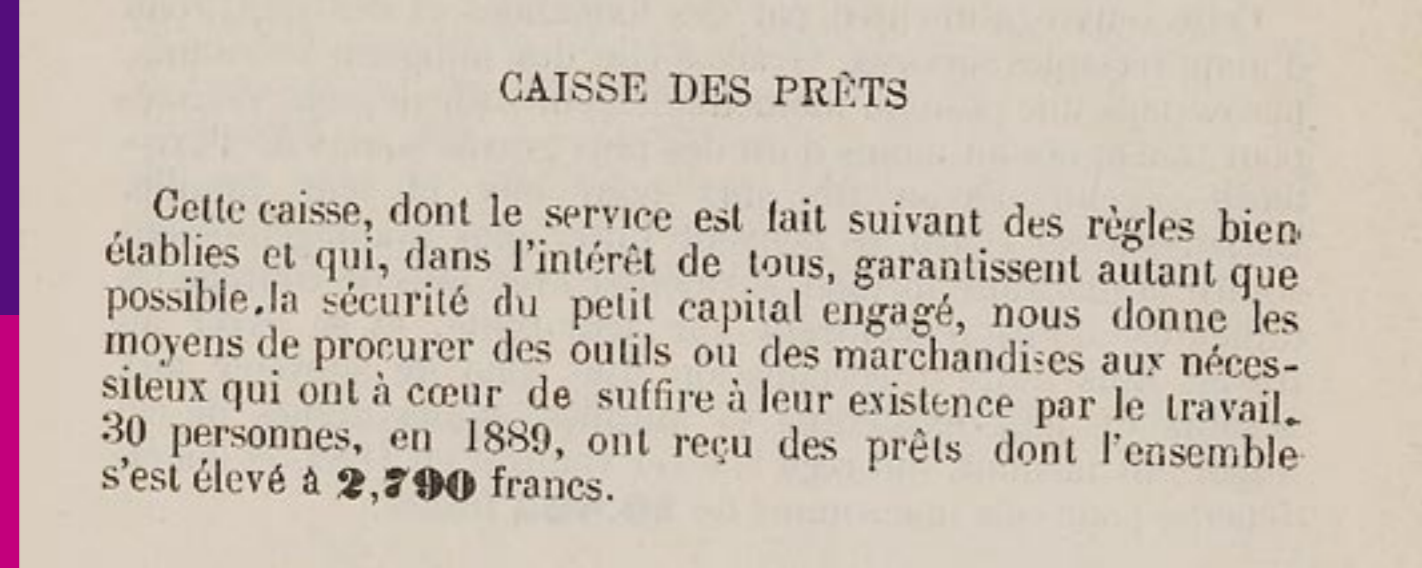 CAISSE DES PRÊTS
Cette caisse, dont le service est fait suivant des règles bien
établies et qui, dans l'intérêt de tous, garantissent autant que
possible.la sécurité du petit capital engagé, nous donne les
moyens de procurer des outils ou des marchandises aux néces-
siteux qui ont à cœur de suffire à leur existence par le travail.
30 personnes, en 1889, ont reçu des prêts dont l'ensemble
s'est élevé à 2,790 francs.